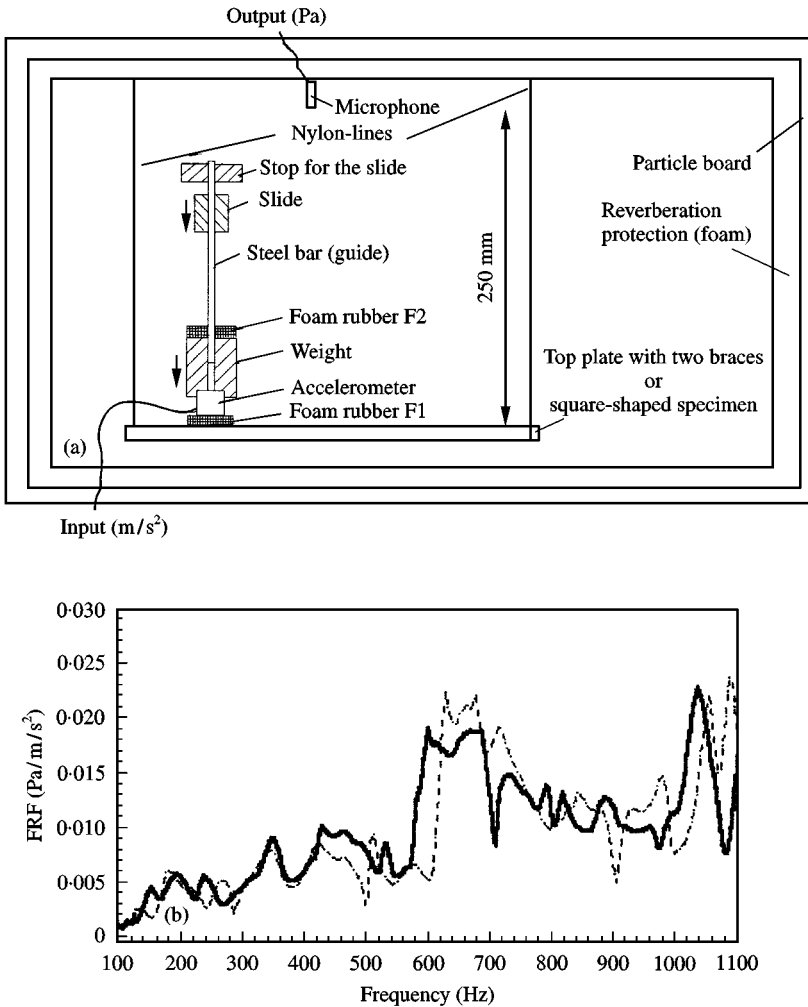 Output (Pa)
Microphone
Nylon-lines
Stop for the slide
Slide
Particle board
Reverberation
protection (foam)
Steel bar (guide)
250 mm
Foam rubber F2
Weight
Top plate with two braces
or
square-shaped specimen
Accelerometer
Foam rubber F1
(a)
Input (m/s²)
0·030
0·025
0·020
0·015
0·010
0·005
0
FRF (Pa/m/s²)
(b)
100 200 300 400 500 600 700 800 900 1000 1100
Frequency (Hz)